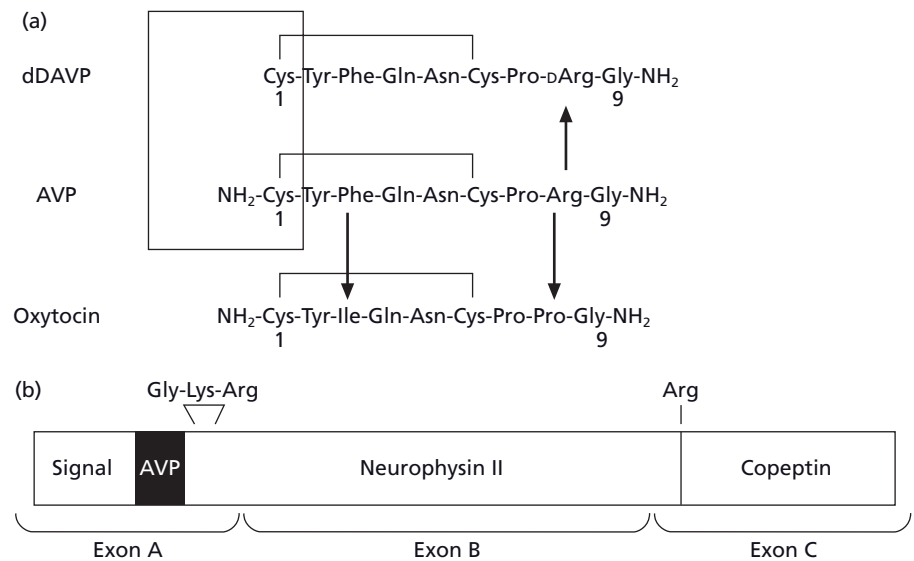 (a)
dDAVP
Cys-Tyr-Phe-Gln-Asn-Cys-Pro-DArg-Gly-NH2
1 9
AVP
NH2-Cys-Tyr-Phe-Gln-Asn-Cys-Pro-Arg-Gly-NH2
1 9
Oxytocin
NH2-Cys-Tyr-Ile-Gln-Asn-Cys-Pro-Pro-Gly-NH2
1 9
(b)
Gly-Lys-Arg Arg
Signal AVP Neurophysin II Copeptin
Exon A Exon B Exon C